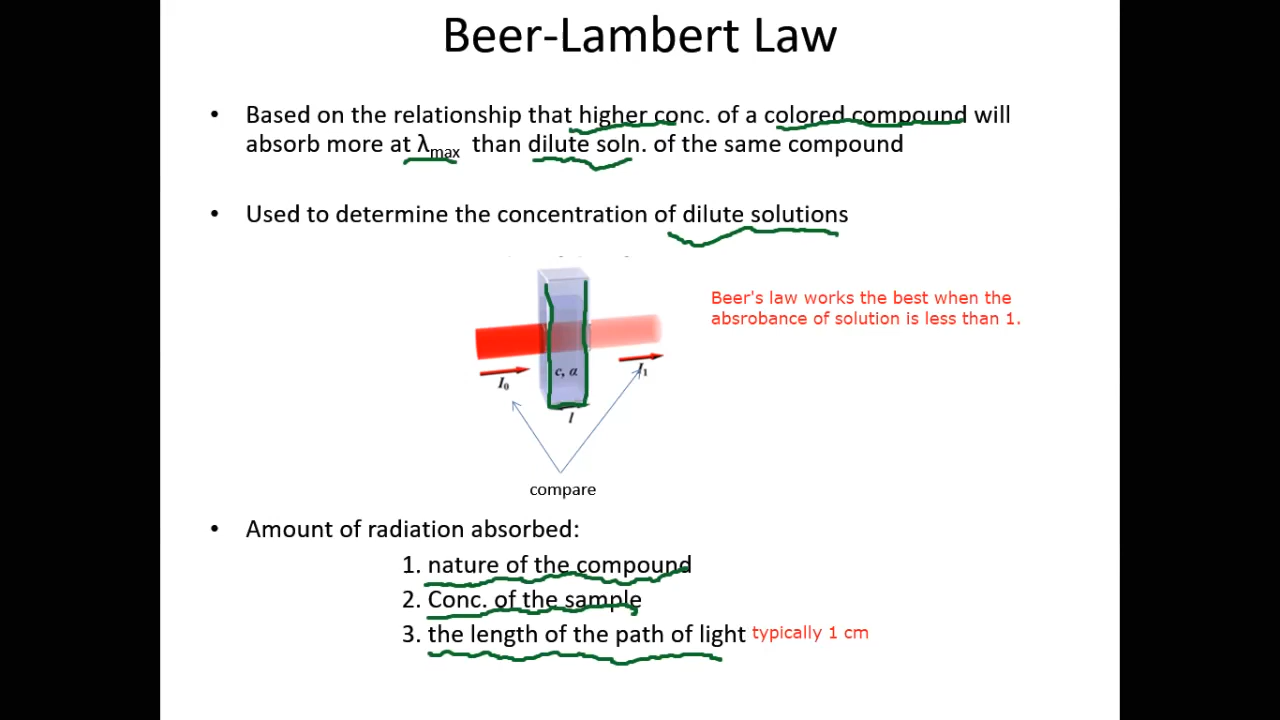 Beer-Lambert Law
• Based on the relationship that higher conc. of a colored compound will
absorb more at λmax than dilute soln. of the same compound
• Used to determine the concentration of dilute solutions
Beer's law works the best when the
absrobance of solution is less than 1.
c, α
I0
I1
l
compare
• Amount of radiation absorbed:
1. nature of the compound
2. Conc. of the sample
3. the length of the path of light typically 1 cm